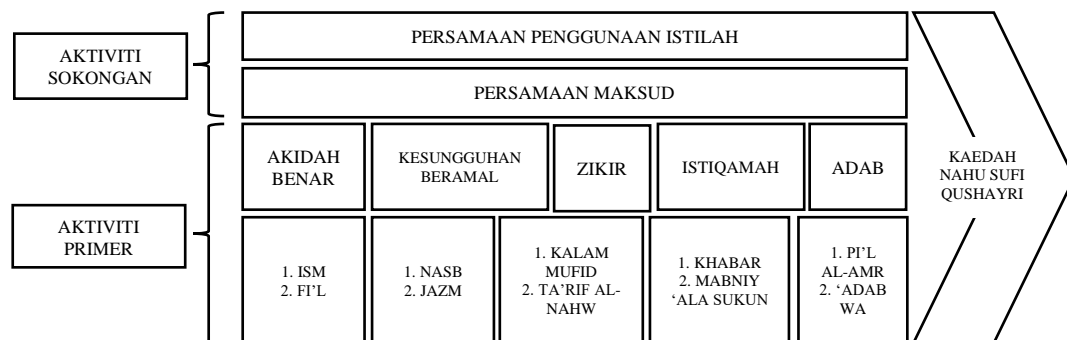 AKTIVITI
SOKONGAN
PERSAMAAN PENGGUNAAN ISTILAH
PERSAMAAN MAKSUD
AKTIVITI
PRIMER
AKIDAH
BENAR
KESUNGGUHAN
BERAMAL
ZIKIR
ISTIQAMAH
ADAB
1. ISM
2. FI’L
1. NASB
2. JAZM
1. KALAM
MUFID
2. TA’RIF AL-
NAHW
1. KHABAR
2. MABNIY
‘ALA SUKUN
1. PI’L
AL-AMR
2. ‘ADAB
WA
KAEDAH
NAHU SUFI
QUSHAYRI